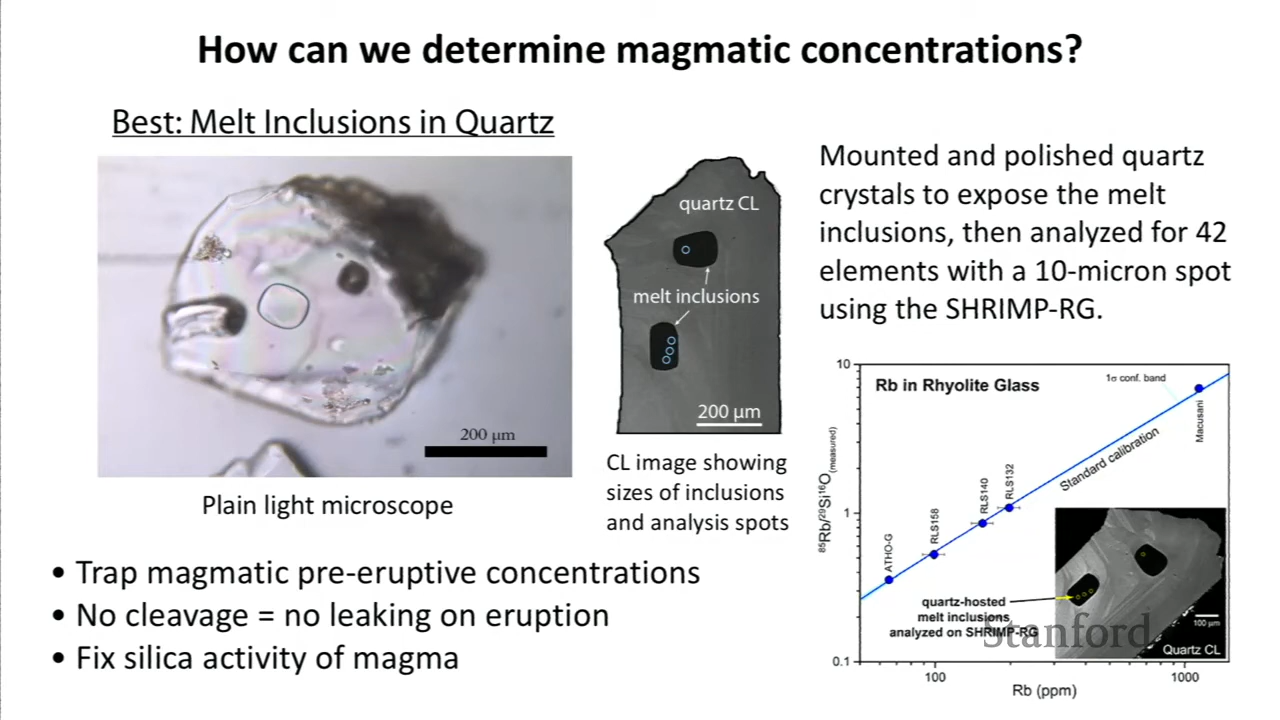 How can we determine magmatic concentrations?
Best: Melt Inclusions in Quartz
200 µm
Plain light microscope
quartz CL
melt inclusions
200 µm
CL image showing
sizes of inclusions
and analysis spots
Mounted and polished quartz
crystals to expose the melt
inclusions, then analyzed for 42
elements with a 10-micron spot
using the SHRIMP-RG.
• Trap magmatic pre-eruptive concentrations
• No cleavage = no leaking on eruption
• Fix silica activity of magma
10
1
0.1
85Rb/29Si16O(measured)
Rb in Rhyolite Glass
1σ conf. band
Macusani
Standard calibration
RLS132
RLS140
RLS158
ATHO-G
quartz-hosted
melt inclusions
analyzed on SHRIMP-RG
100 µm
Quartz CL
Stanford
100
1000
Rb (ppm)